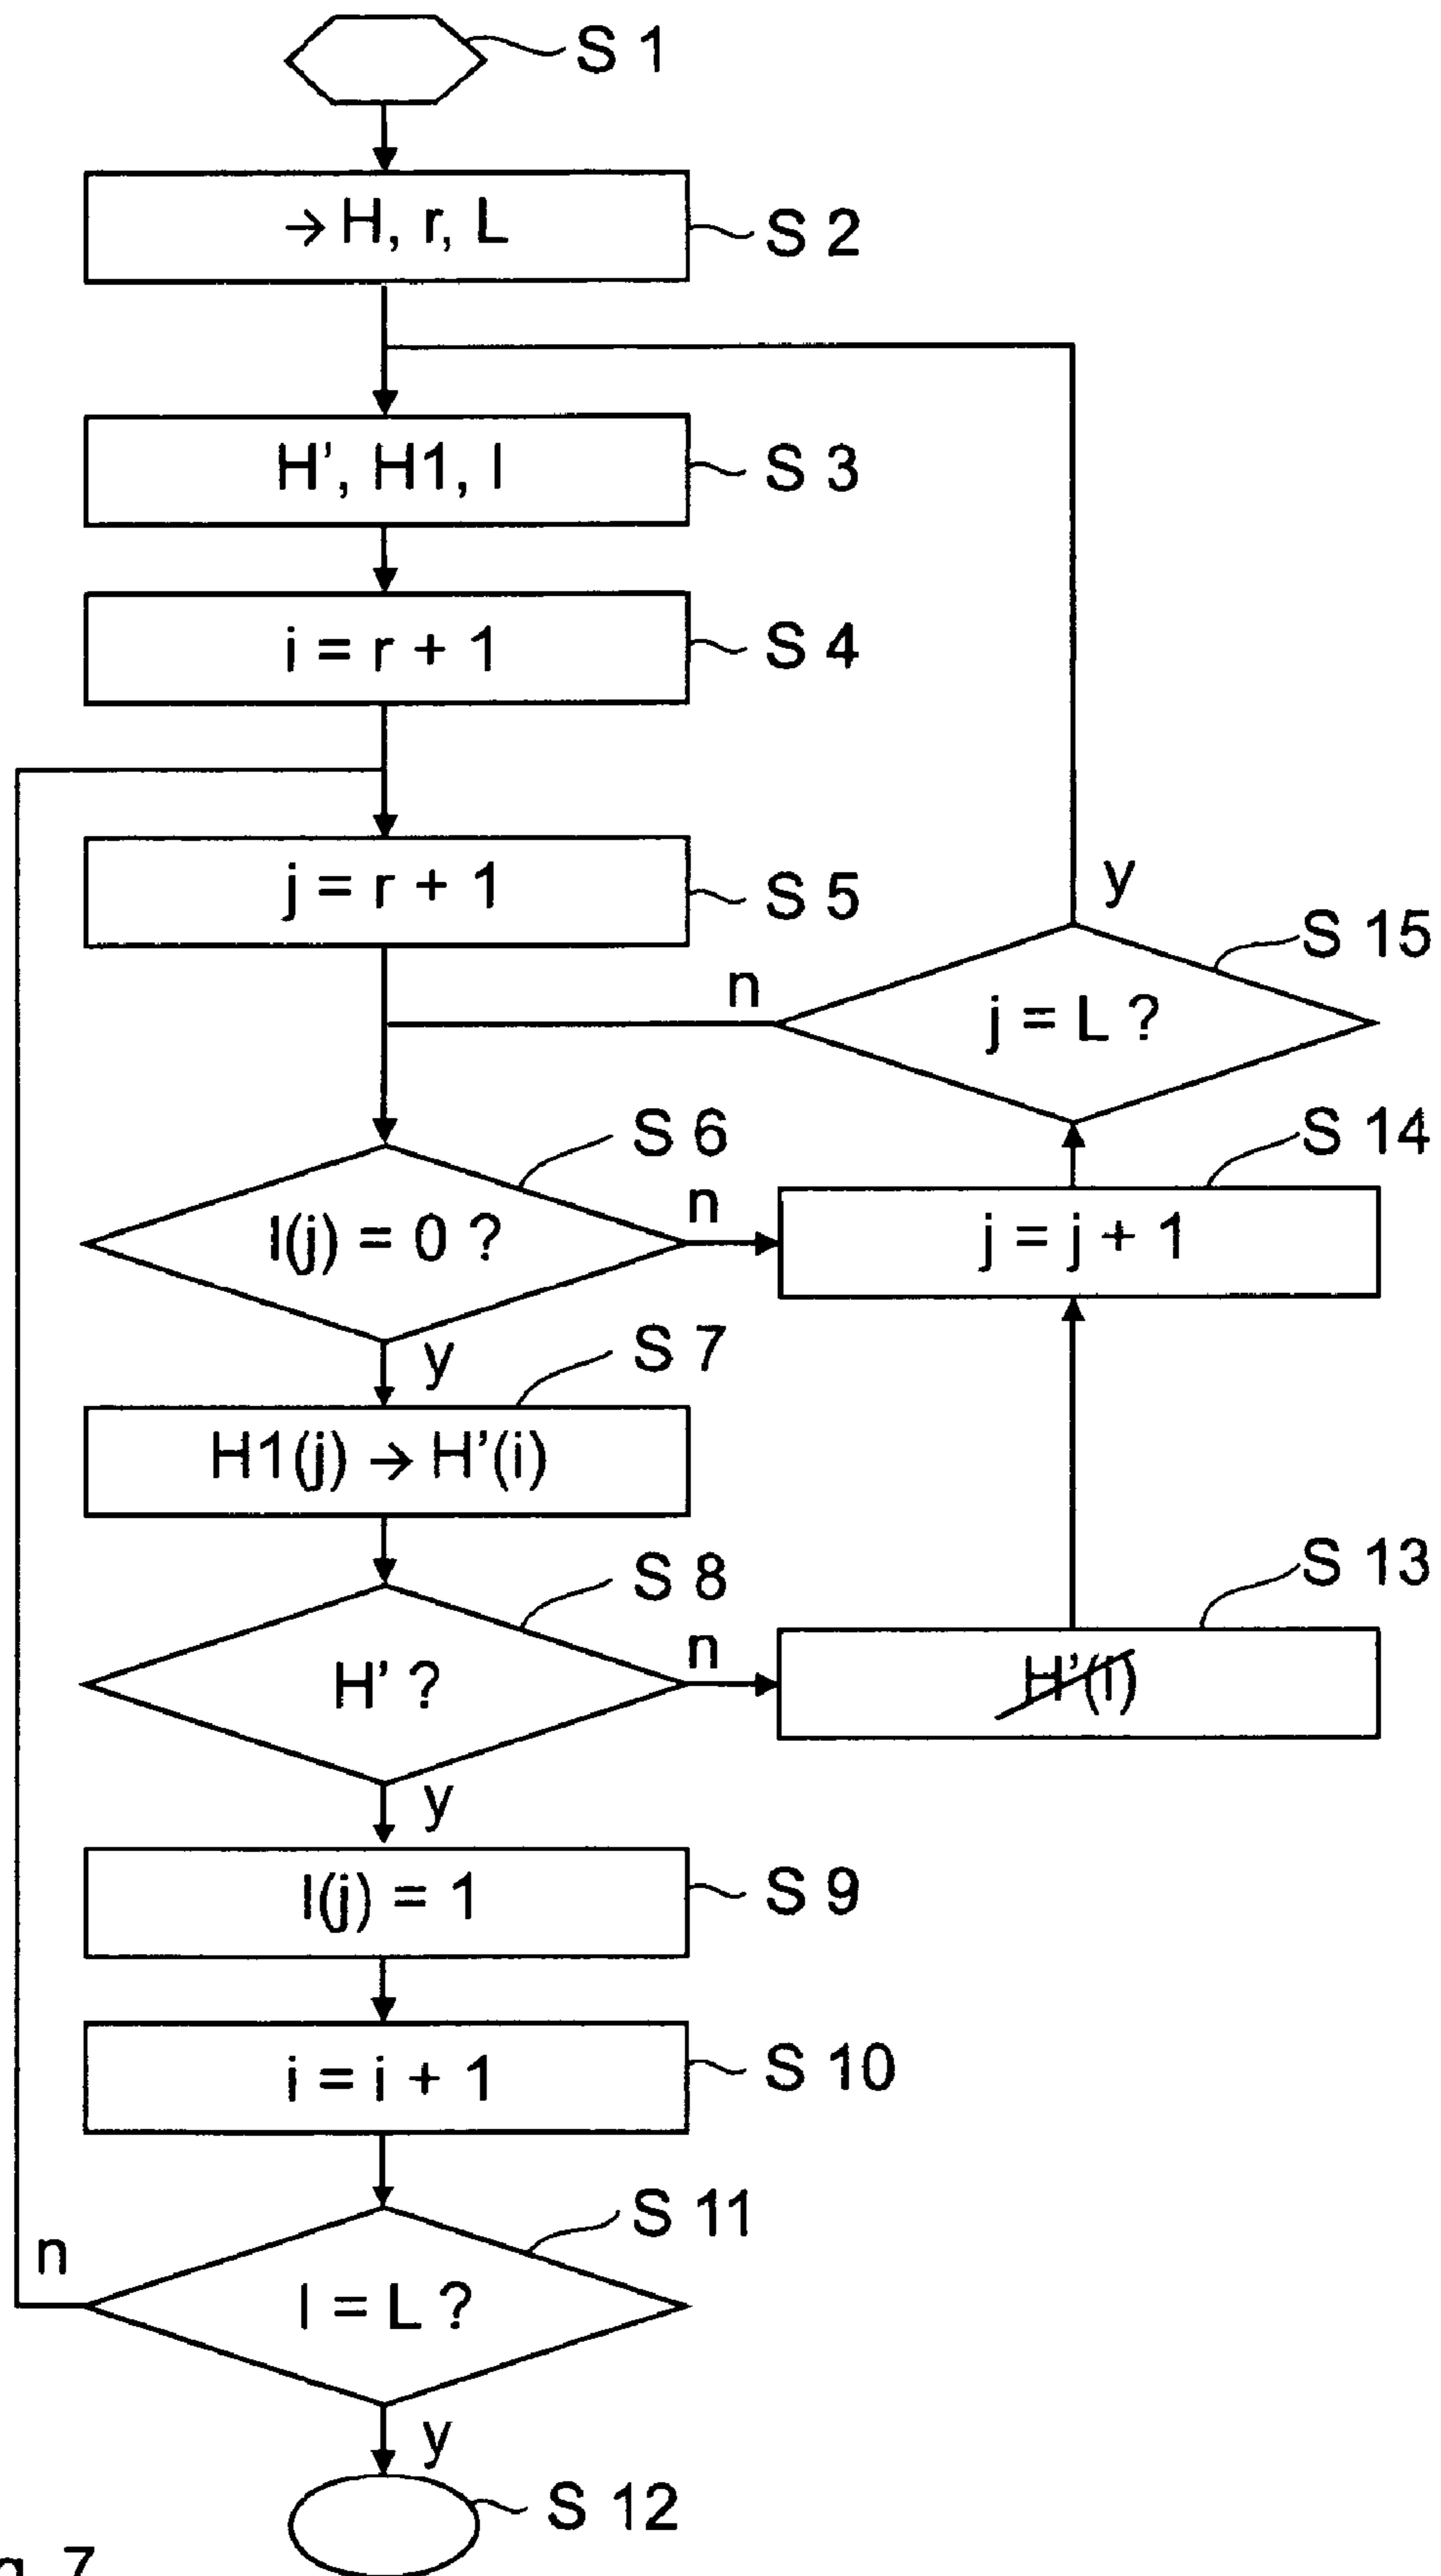 S 1
→ H, r, L
S 2
H', H1, I
S 3
i = r + 1
S 4
j = r + 1
S 5
y
S 15
n
j = L ?
S 6
S 14
I(j) = 0 ?
n
j = j + 1
y
S 7
H1(j) → H'(i)
S 8
S 13
H' ?
n
H'(I)
y
I(j) = 1
S 9
i = i + 1
S 10
S 11
n
I = L ?
y
S 12
7